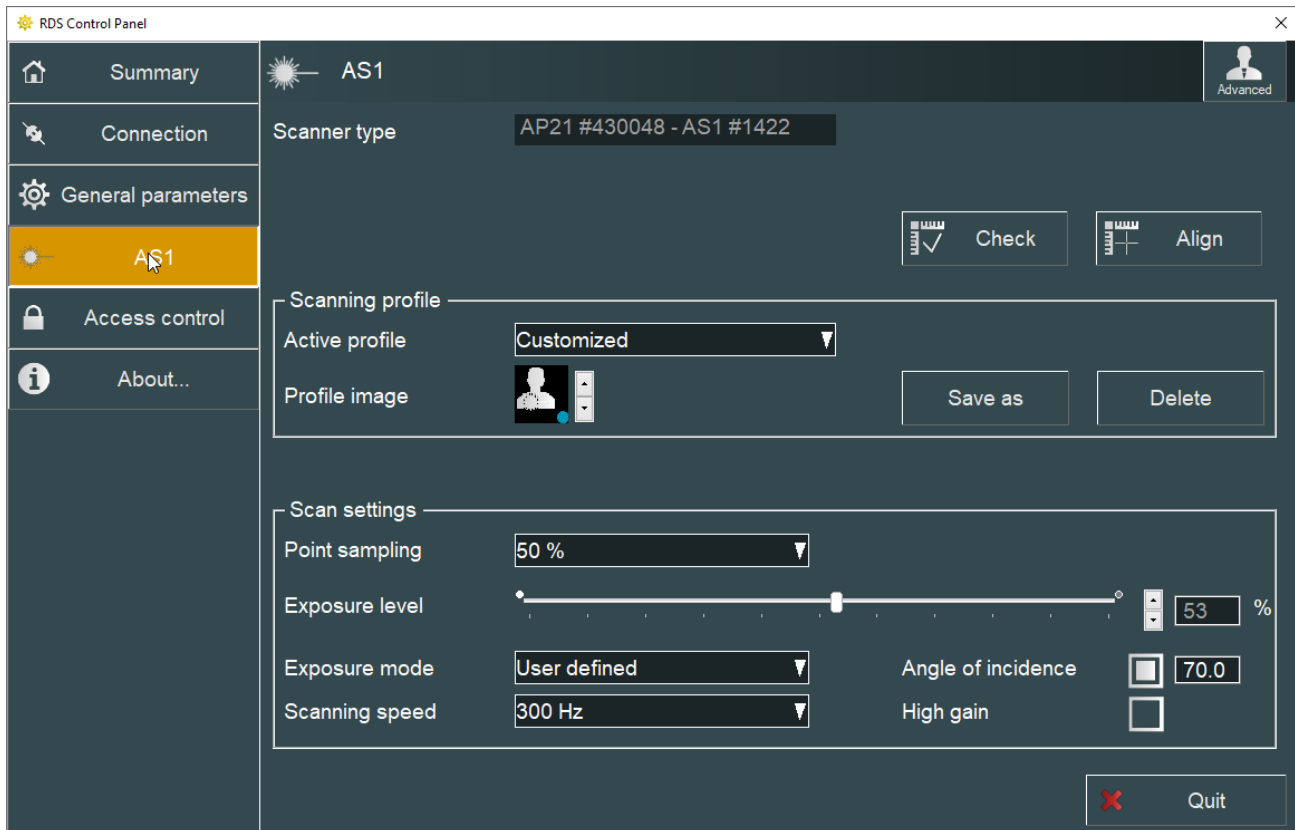 RDS Control Panel
Summary
Connection
General parameters
AS1
Access control
About...
AS1
Advanced
Scanner type AP21 #430048 - AS1 #1422
Check Align
Scanning profile
Active profile Customized
Profile image Save as Delete
Scan settings
Point sampling 50 %
Exposure level 53 %
Exposure mode User defined Angle of incidence 70.0
Scanning speed 300 Hz High gain
Quit